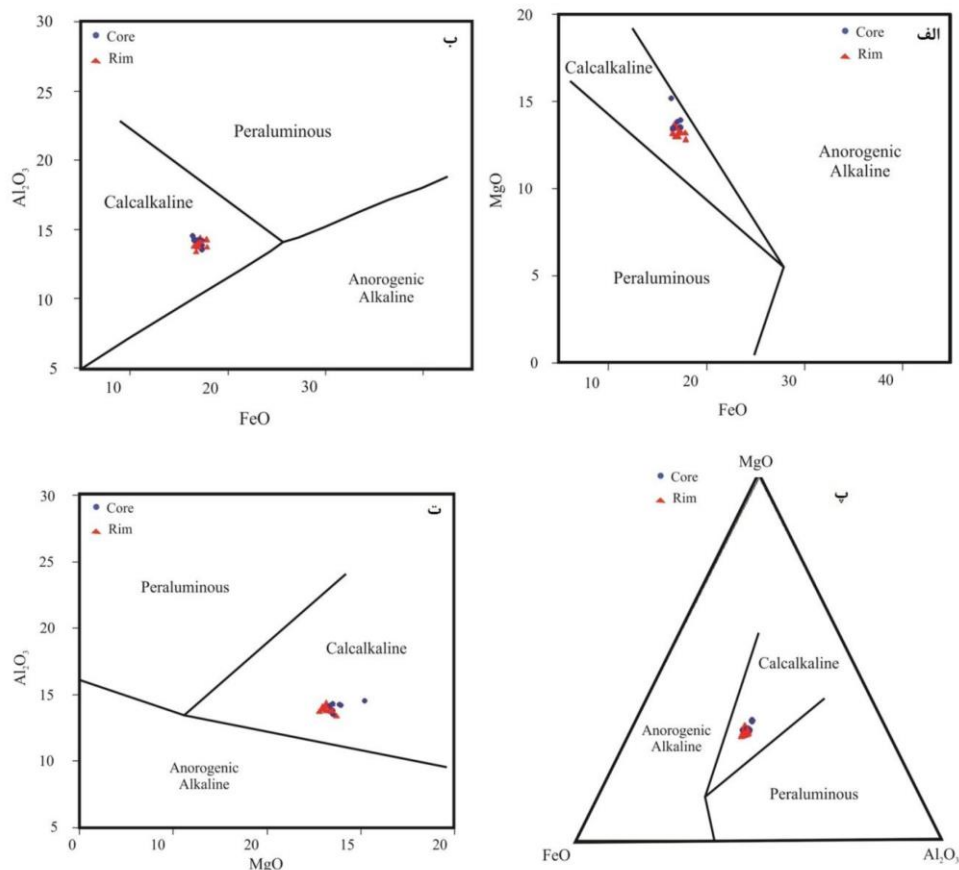 30
25
20
15
10
5
Al₂O₃
Core
Rim
ب
Peraluminous
Calcalkaline
Anorogenic
Alkaline
10
20
30
FeO
20
15
10
5
0
MgO
Core
Rim
الف
Calcalkaline
Anorogenic
Alkaline
Peraluminous
10
20
30
40
FeO
30
25
20
15
10
5
Al₂O₃
Core
Rim
ت
Peraluminous
Calcalkaline
Anorogenic
Alkaline
0
10
20
15
20
MgO
Core
Rim
MgO
پ
Calcalkaline
Anorogenic
Alkaline
Peraluminous
FeO
Al₂O₃